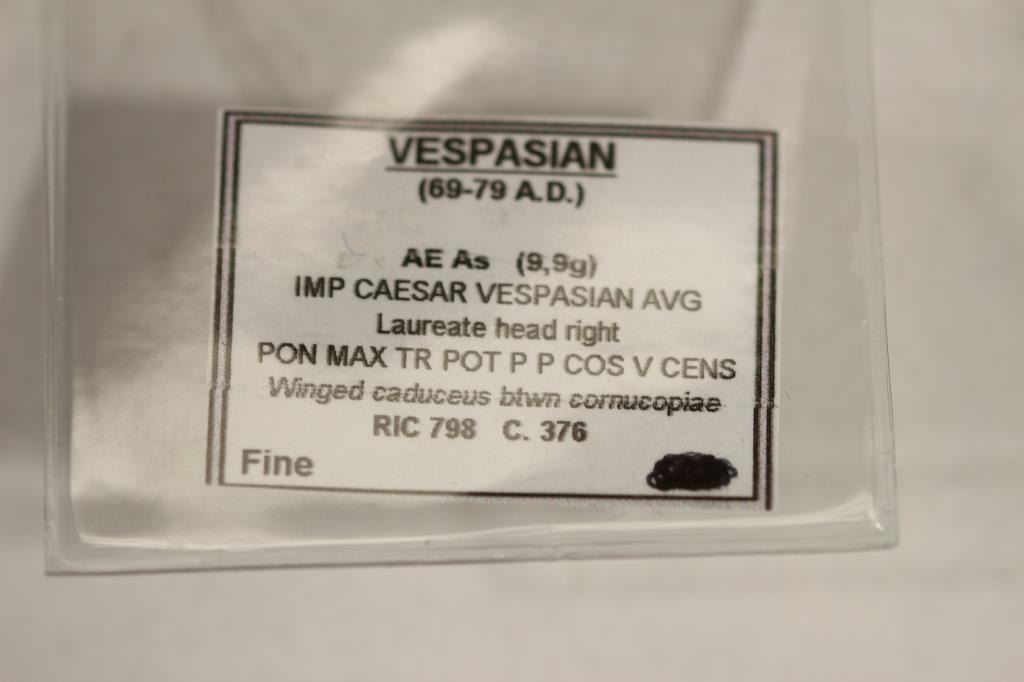 VESPASIAN
(69-79 A.D.)
AE As (9,9g)
IMP CAESAR VESPASIAN AVG
Laureate head right
PON MAX TR POT P P COS V CENS
Winged caduceus btwn cornucopiae
RIC 798 C. 376
Fine